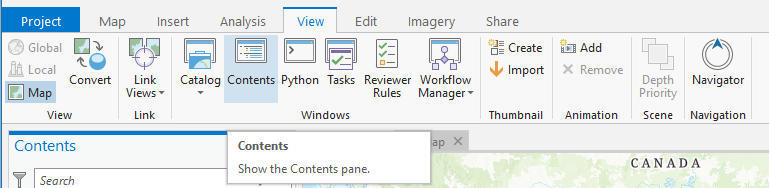 Project Map Insert Analysis View Edit Imagery Share
Global
Local
Map
Convert
Link Views
Catalog
Contents
Python
Tasks
Reviewer Rules
Workflow Manager
Create
Import
Add
Remove
Depth Priority
Navigator
View Link Windows Thumbnail Animation Scene Navigation
Contents
Search
Contents
Show the Contents pane.
CANADA